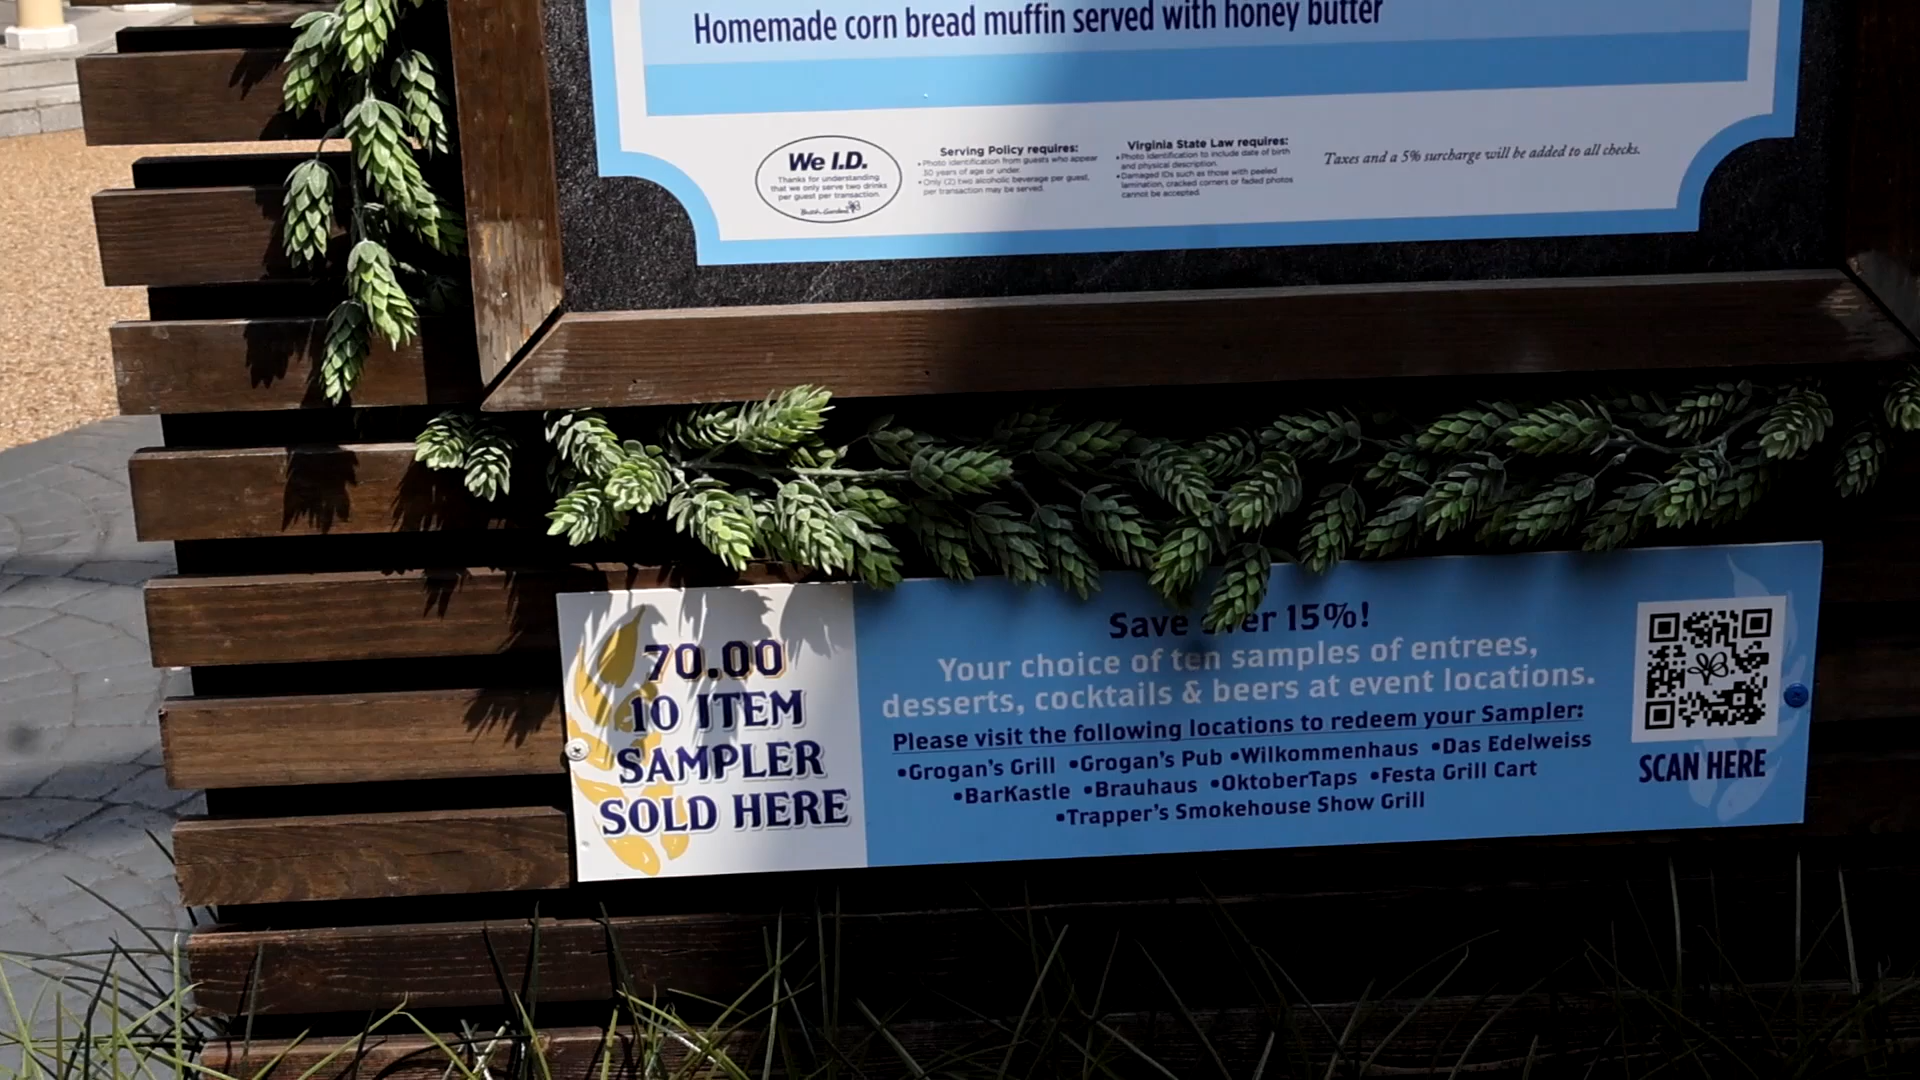 Homemade corn bread muffin served with honey butter
We I.D.
Thanks for understanding
that we only serve two drinks
per guest per transaction.
Busch Gardens
Serving Policy requires:
• Photo identification from guests who appear
30 years of age or under.
• Only (2) two alcoholic beverage per guest,
per transaction may be served.
Virginia State Law requires:
• Photo identification to include date of birth
and physical description.
• Damaged IDs such as those with peeled
lamination, cracked corners or faded photos
cannot be accepted.
Taxes and a 5% surcharge will be added to all checks.
70.00
10 ITEM
SAMPLER
SOLD HERE
Save er 15%!
Your choice of ten samples of entrees,
desserts, cocktails & beers at event locations.
Please visit the following locations to redeem your Sampler:
•Grogan's Grill •Grogan's Pub •Wilkommenhaus •Das Edelweiss
•BarKastle •Brauhaus •OktoberTaps •Festa Grill Cart
•Trapper's Smokehouse Show Grill
SCAN HERE